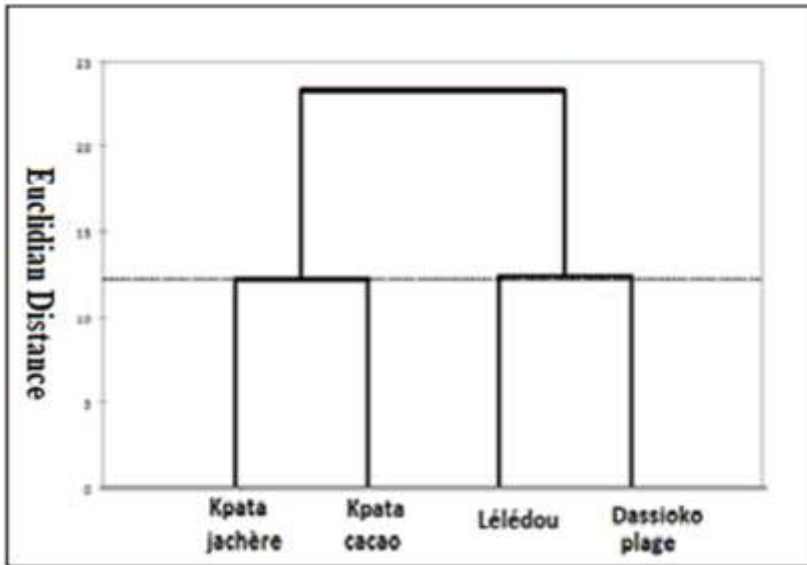 Euclidian Distance
25
20
15
10
5
0
Kpata
jachère
Kpata
cacao
Lélédou
Dassioko
plage